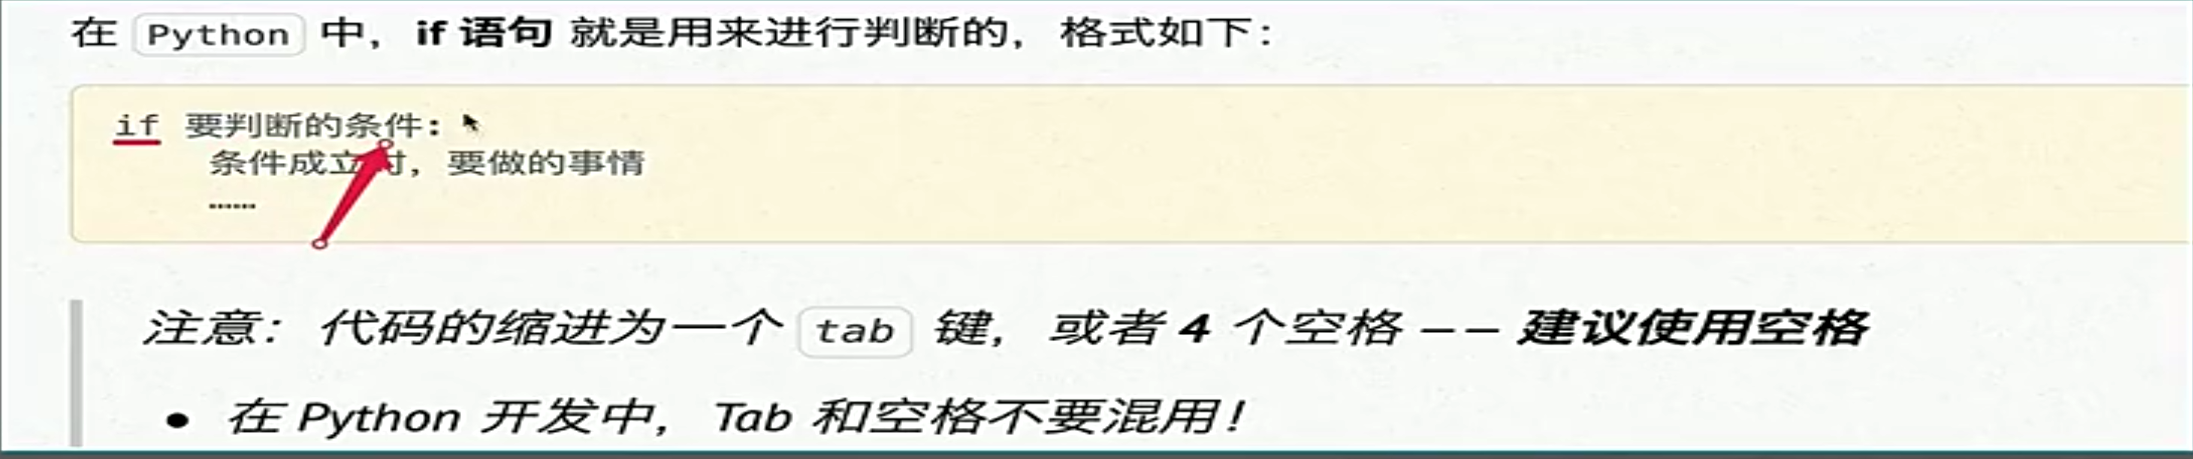 在 Python 中，if 语句 就是用来进行判断的，格式如下：
if 要判断的条件:
条件成立时，要做的事情
……
注意：代码的缩进为一个 tab 键，或者 4 个空格 —— 建议使用空格
• 在 Python 开发中，Tab 和空格不要混用！